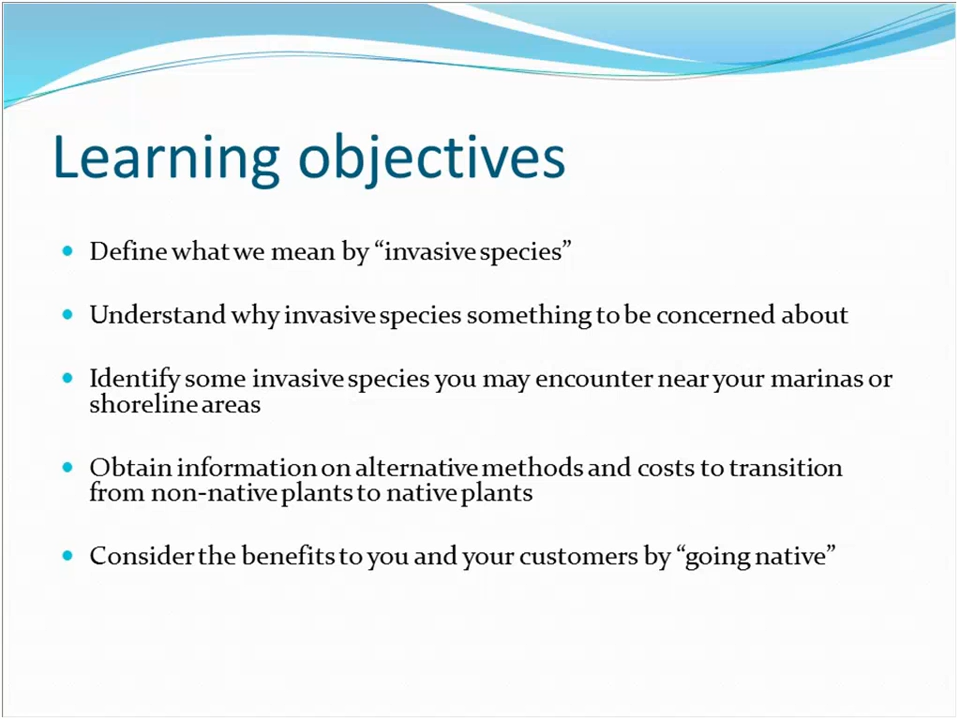 Learning objectives
• Define what we mean by “invasive species”
• Understand why invasive species something to be concerned about
• Identify some invasive species you may encounter near your marinas or
shoreline areas
• Obtain information on alternative methods and costs to transition
from non-native plants to native plants
• Consider the benefits to you and your customers by “going native”